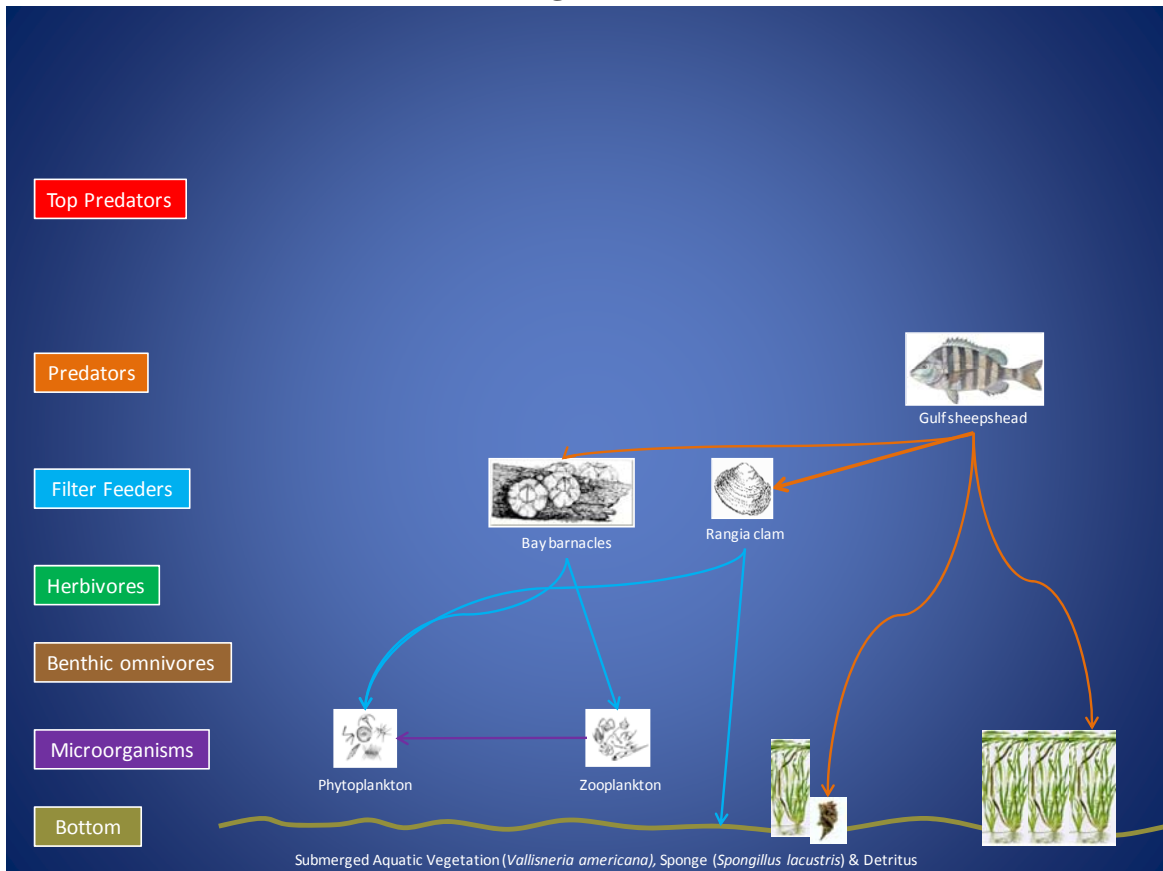 Top Predators
Predators
Gulf sheepshead
Filter Feeders
Bay barnacles
Rangia clam
Herbivores
Benthic omnivores
Microorganisms
Phytoplankton
Zooplankton
Bottom
Submerged Aquatic Vegetation (Vallisneria americana), Sponge (Spongillus lacustris) & Detritus